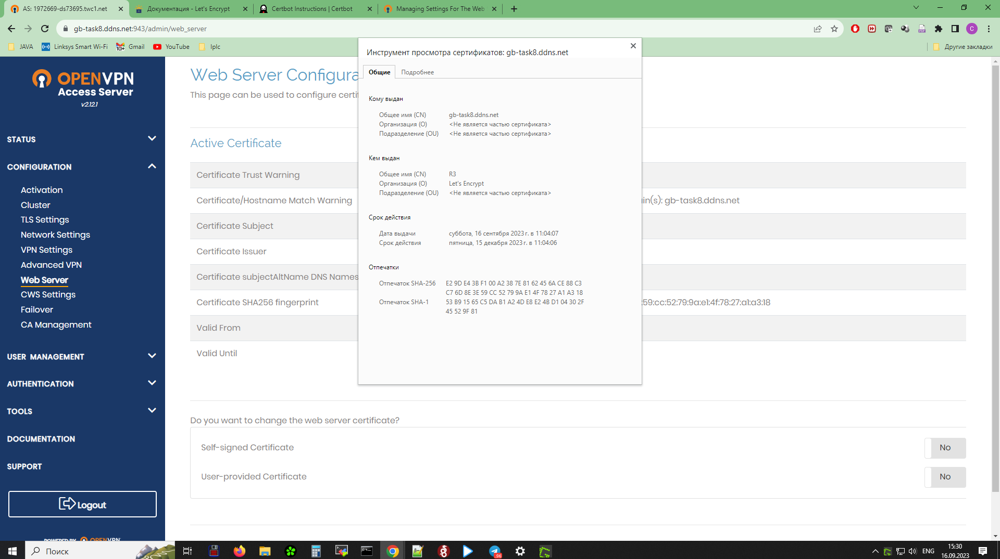 AS: 1972669-ds73695.twc1.net
Документация - Let's Encrypt
Certbot Instructions | Certbot
Managing Settings For The Web
gb-task8.ddns.net:943/admin/web_server
JAVA
Linksys Smart Wi-Fi
100+
Gmail
YouTube
Iplc
Другие закладки
C
OPENVPN
Access Server
v2.12.1
STATUS
CONFIGURATION
Activation
Cluster
TLS Settings
Network Settings
VPN Settings
Advanced VPN
Web Server
CWS Settings
Failover
CA Management
USER MANAGEMENT
AUTHENTICATION
TOOLS
DOCUMENTATION
SUPPORT
Logout
POWERED BY OPENVPN
Web Server Configura
This page can be used to configure certif
Active Certificate
Certificate Trust Warning
Certificate/Hostname Match Warning
in(s): gb-task8.ddns.net
Certificate Subject
Certificate Issuer
Certificate subjectAltName DNS Names
Certificate SHA256 fingerprint
:59:cc:52:79:9a:e1:4f:78:27:a1:a3:18
Valid From
Valid Until
Do you want to change the web server certificate?
Self-signed Certificate
No
User-provided Certificate
No
Инструмент просмотра сертификатов: gb-task8.ddns.net
Общие
Подробнее
Кому выдан
Общее имя (CN) gb-task8.ddns.net
Организация (O) <Не является частью сертификата>
Подразделение (OU) <Не является частью сертификата>
Кем выдан
Общее имя (CN) R3
Организация (O) Let's Encrypt
Подразделение (OU) <Не является частью сертификата>
Срок действия
Дата выдачи суббота, 16 сентября 2023 г. в 11:04:07
Срок действия пятница, 15 декабря 2023 г. в 11:04:06
Отпечатки
Отпечаток SHA-256 E2 9D E4 3B F1 00 A2 38 7E 81 62 45 6A CE 88 C3
C7 6D 8E 3E 59 CC 52 79 9A E1 4F 78 27 A1 A3 18
Отпечаток SHA-1 53 B9 15 65 C5 DA B1 A2 4D E8 E2 4B D1 04 30 2F
45 52 9F 81
Поиск
96
ENG
15:30
16.09.2023